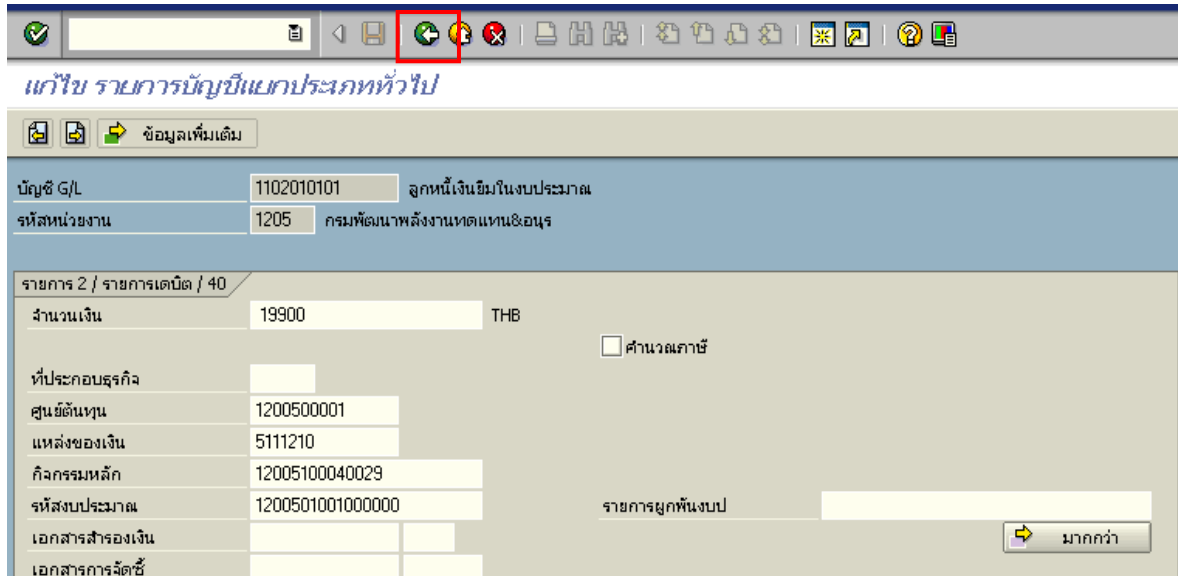 แก้ไข รายการบัญชีแยกประเภททั่วไป
ข้อมูลเพิ่มเติม
บัญชี G/L 1102010101 ลูกหนี้เงินยืมในงบประมาณ
รหัสหน่วยงาน 1205 กรมพัฒนาพลังงานทดแทน&อนุร
รายการ 2 / รายการเดบิต / 40
จำนวนเงิน 19900 THB
คำนวณภาษี
ที่ประกอบธุรกิจ
ศูนย์ต้นทุน 1200500001
แหล่งของเงิน 5111210
กิจกรรมหลัก 12005100040029
รหัสงบประมาณ 1200501001000000 รายการผูกพันงบป
เอกสารสำรองเงิน มากกว่า
เอกสารการจัดซื้